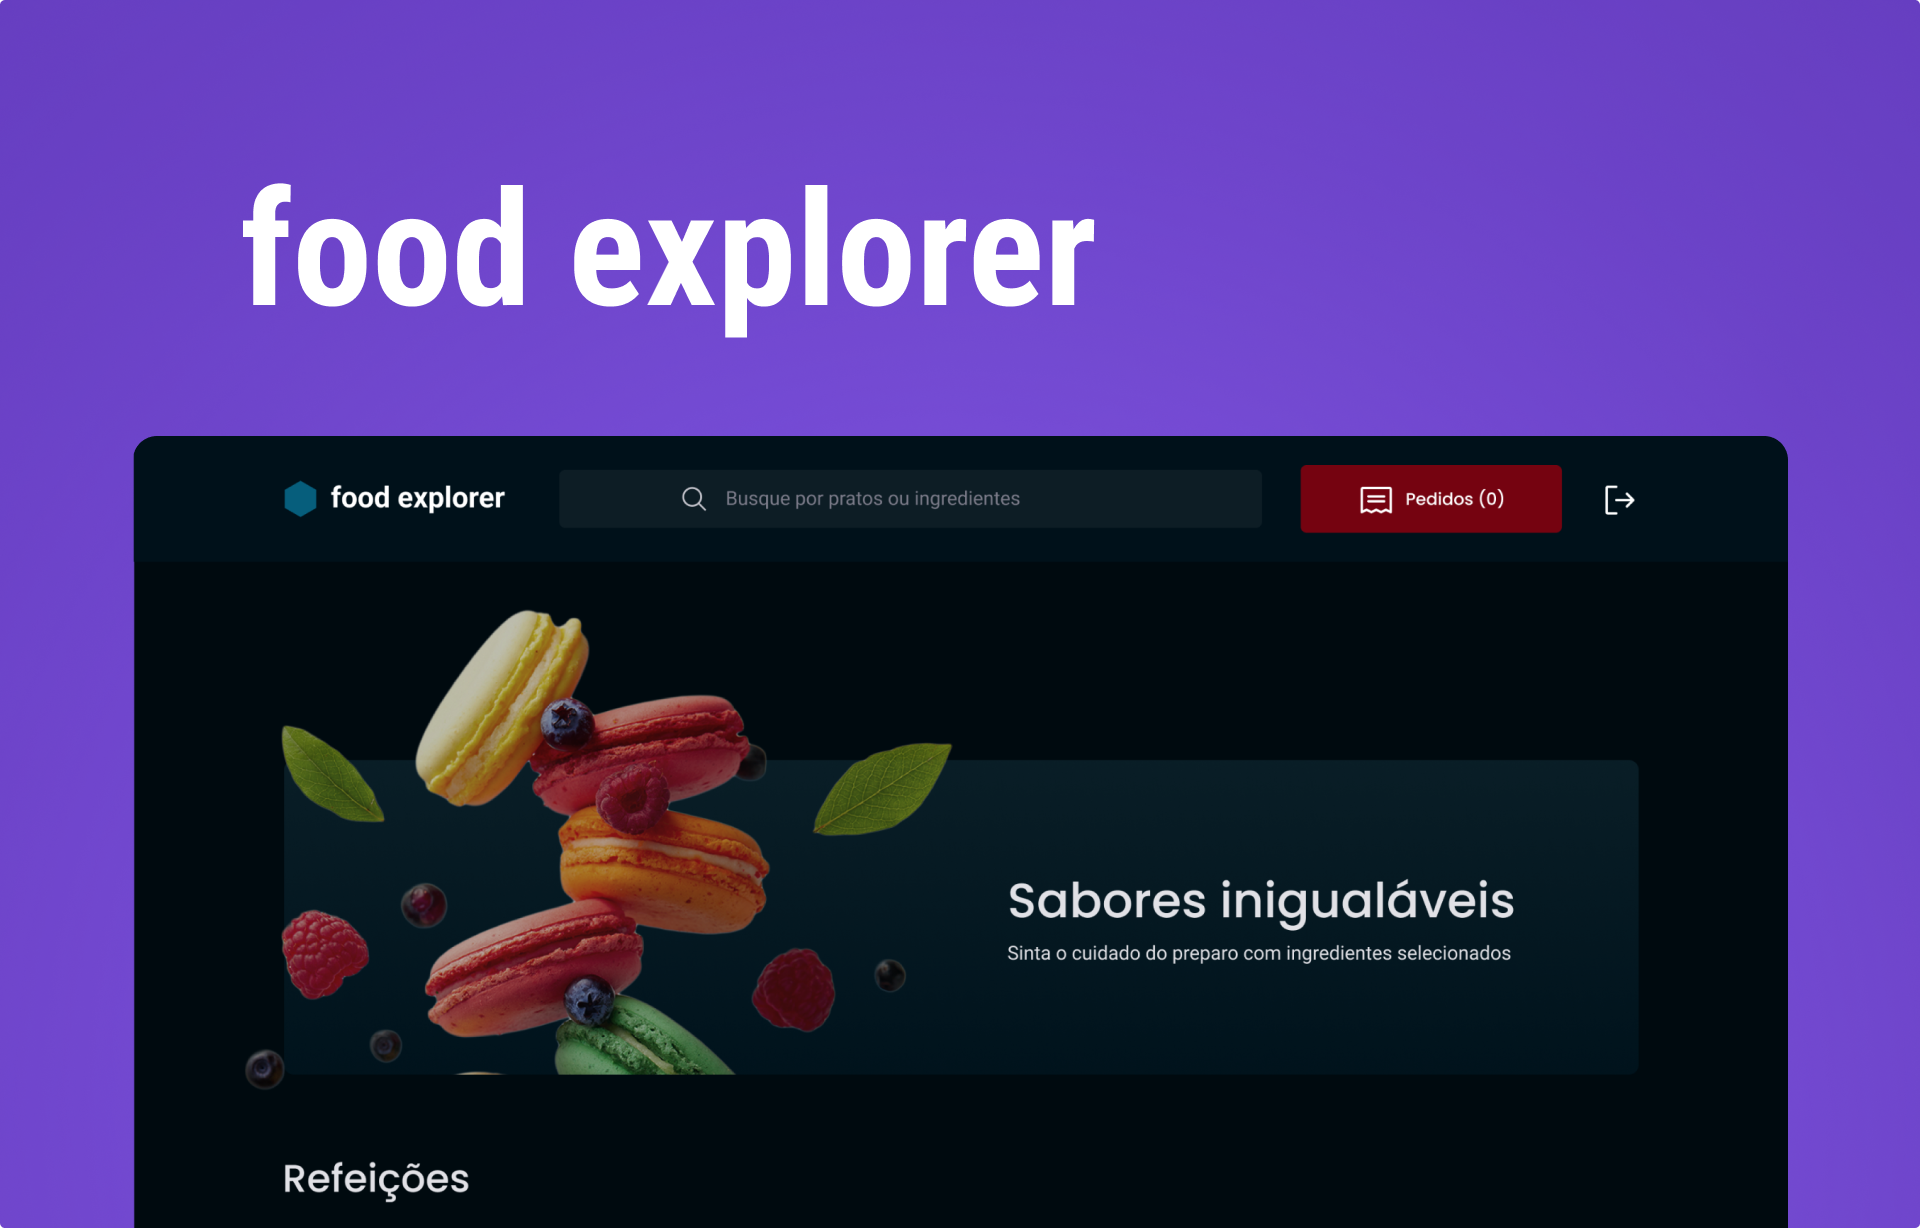 food explorer
food explorer
Busque por pratos ou ingredientes
Pedidos (0)
Sabores inigualáveis
Sinta o cuidado do preparo com ingredientes selecionados
Refeições